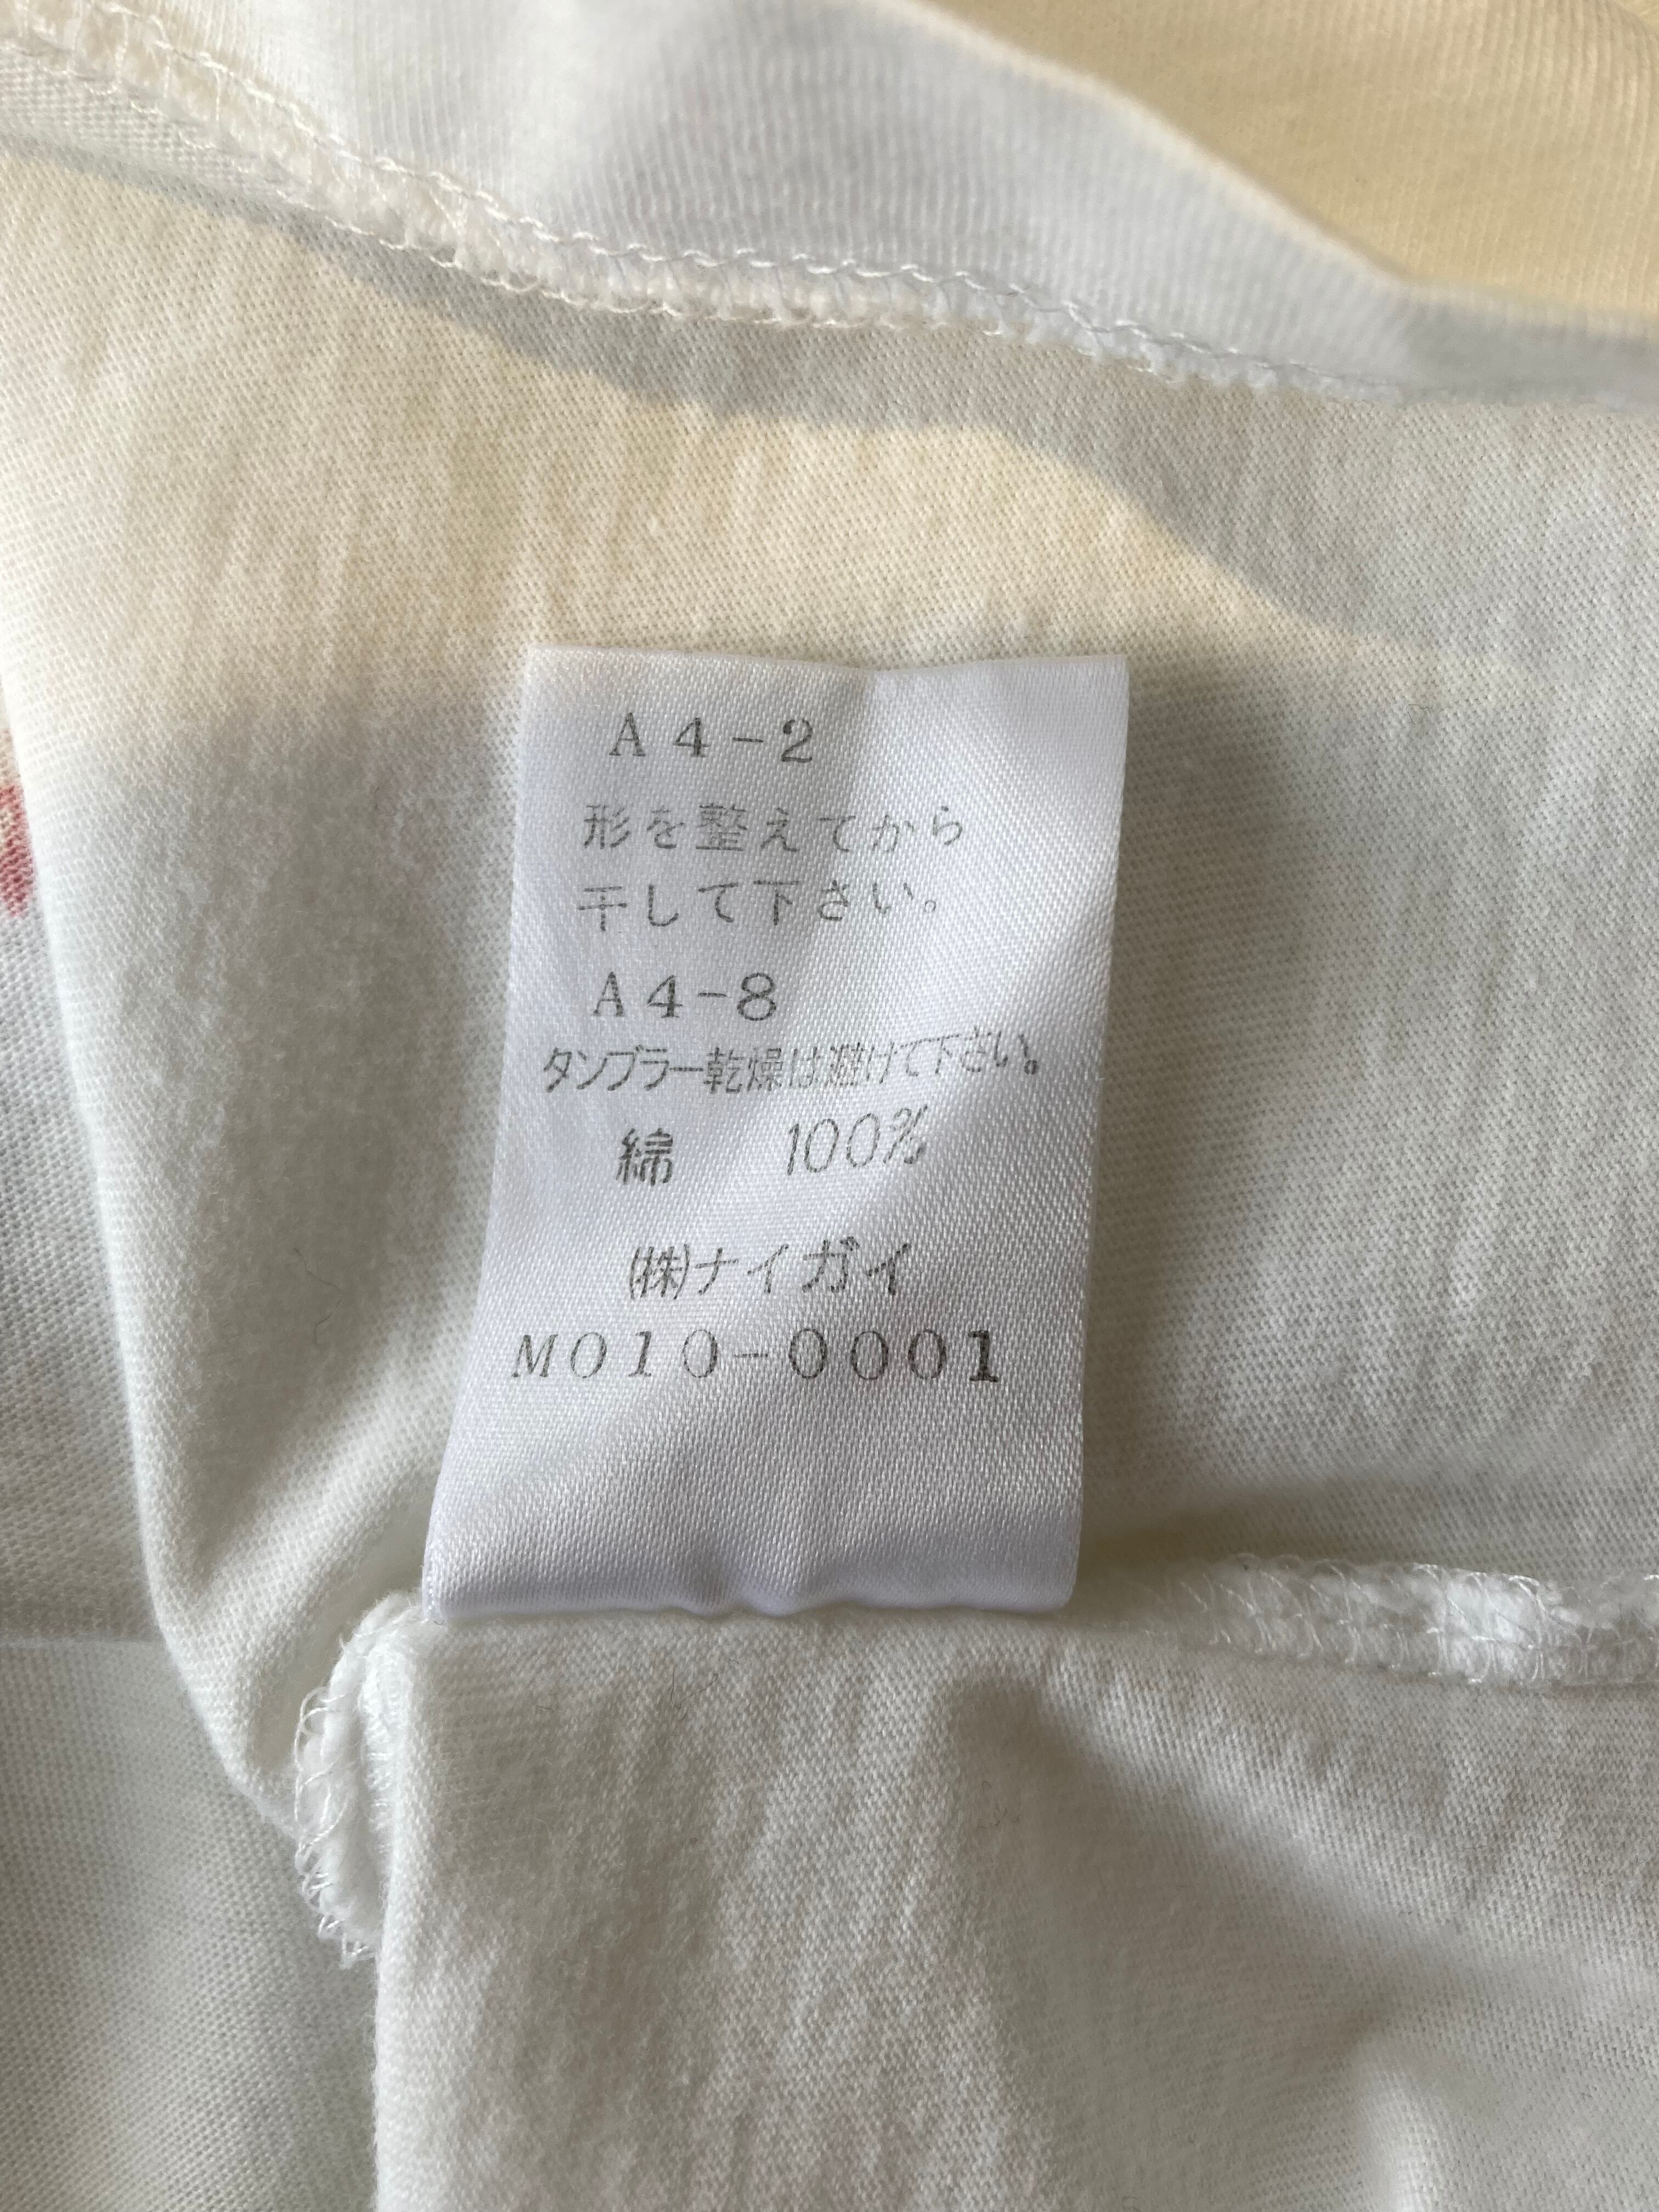 A4-2
形を整えてから
干して下さい。
A4-8
タンブラー乾燥は避けて下さい。
綿 100%
(株)ナイガイ
M010-0001